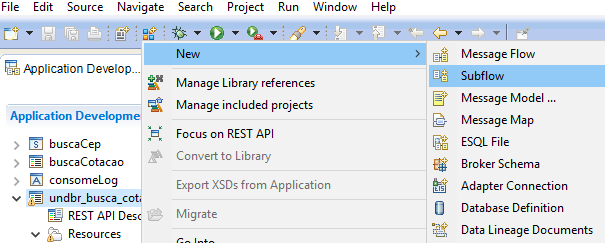 File Edit Source Navigate Search Project Run Window Help
Application Develop...
Application Developme
buscaCep
buscaCotacao
consomeLog
undbr_busca_cota
REST API Desc
Resources
New
Manage Library references
Manage included projects
Focus on REST API
Convert to Library
Export XSDs from Application
Migrate
Go Into
Message Flow
Subflow
Message Model ...
Message Map
ESQL File
Broker Schema
Adapter Connection
Database Definition
Data Lineage Documents